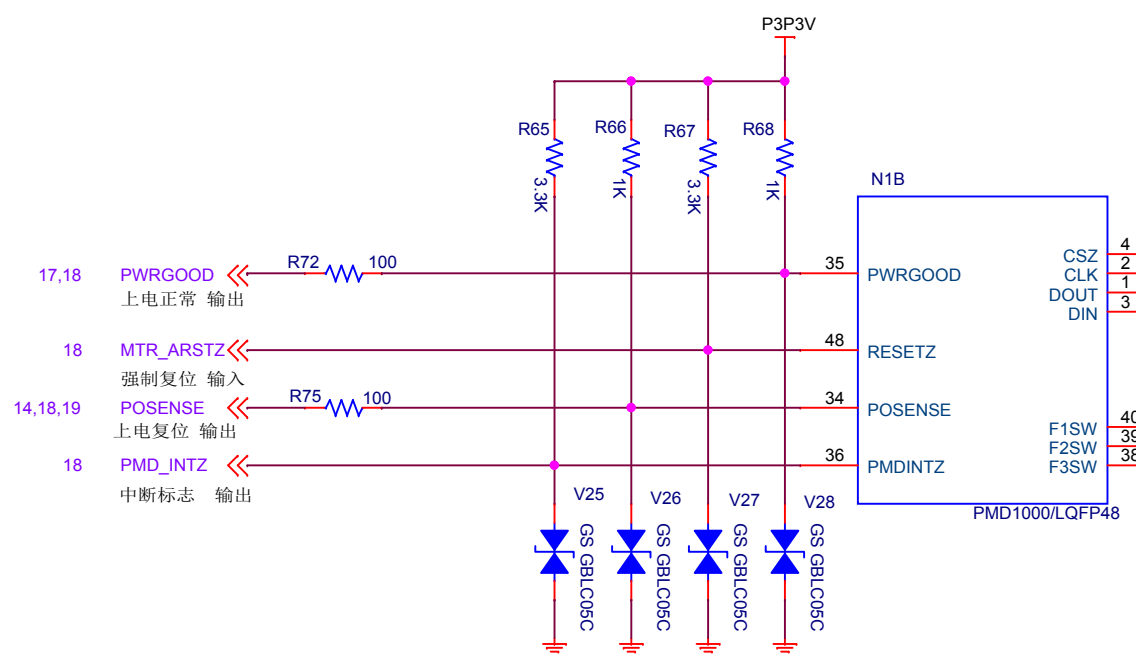 P3P3V
R65
R66
R67
R68
3.3K
1K
3.3K
1K
N1B
17,18 PWRGOOD R72 100 35 PWRGOOD
上电正常 输出
CSZ 4
CLK 2
DOUT 1
DIN 3
18 MTR_ARSTZ 48 RESETZ
强制复位 输入
14,18,19 POSENSE R75 100 34 POSENSE
上电复位 输出
F1SW 40
F2SW 39
F3SW 38
18 PMD_INTZ 36 PMDINTZ
中断标志 输出
PMD1000/LQFP48
V25
V26
V27
V28
GS GBLC05C
GS GBLC05C
GS GBLC05C
GS GBLC05C